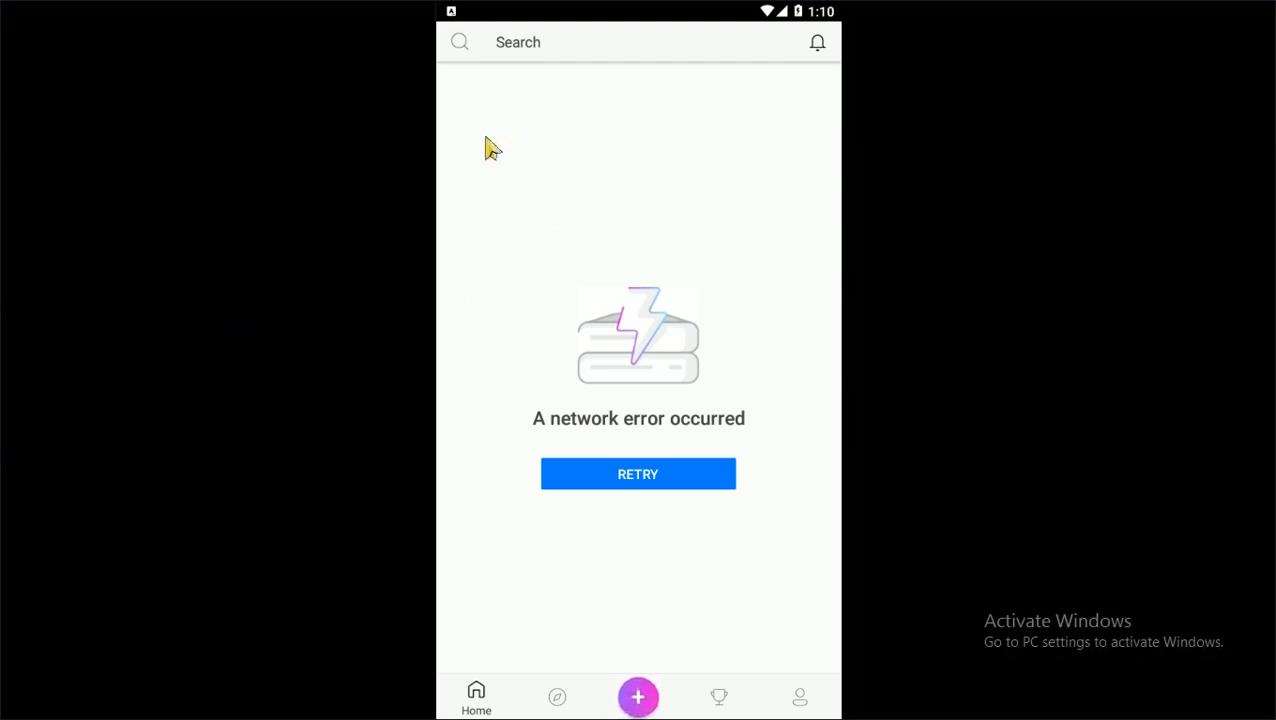 1:10
Search
A network error occurred
RETRY
Activate Windows
Go to PC settings to activate Windows.
Home